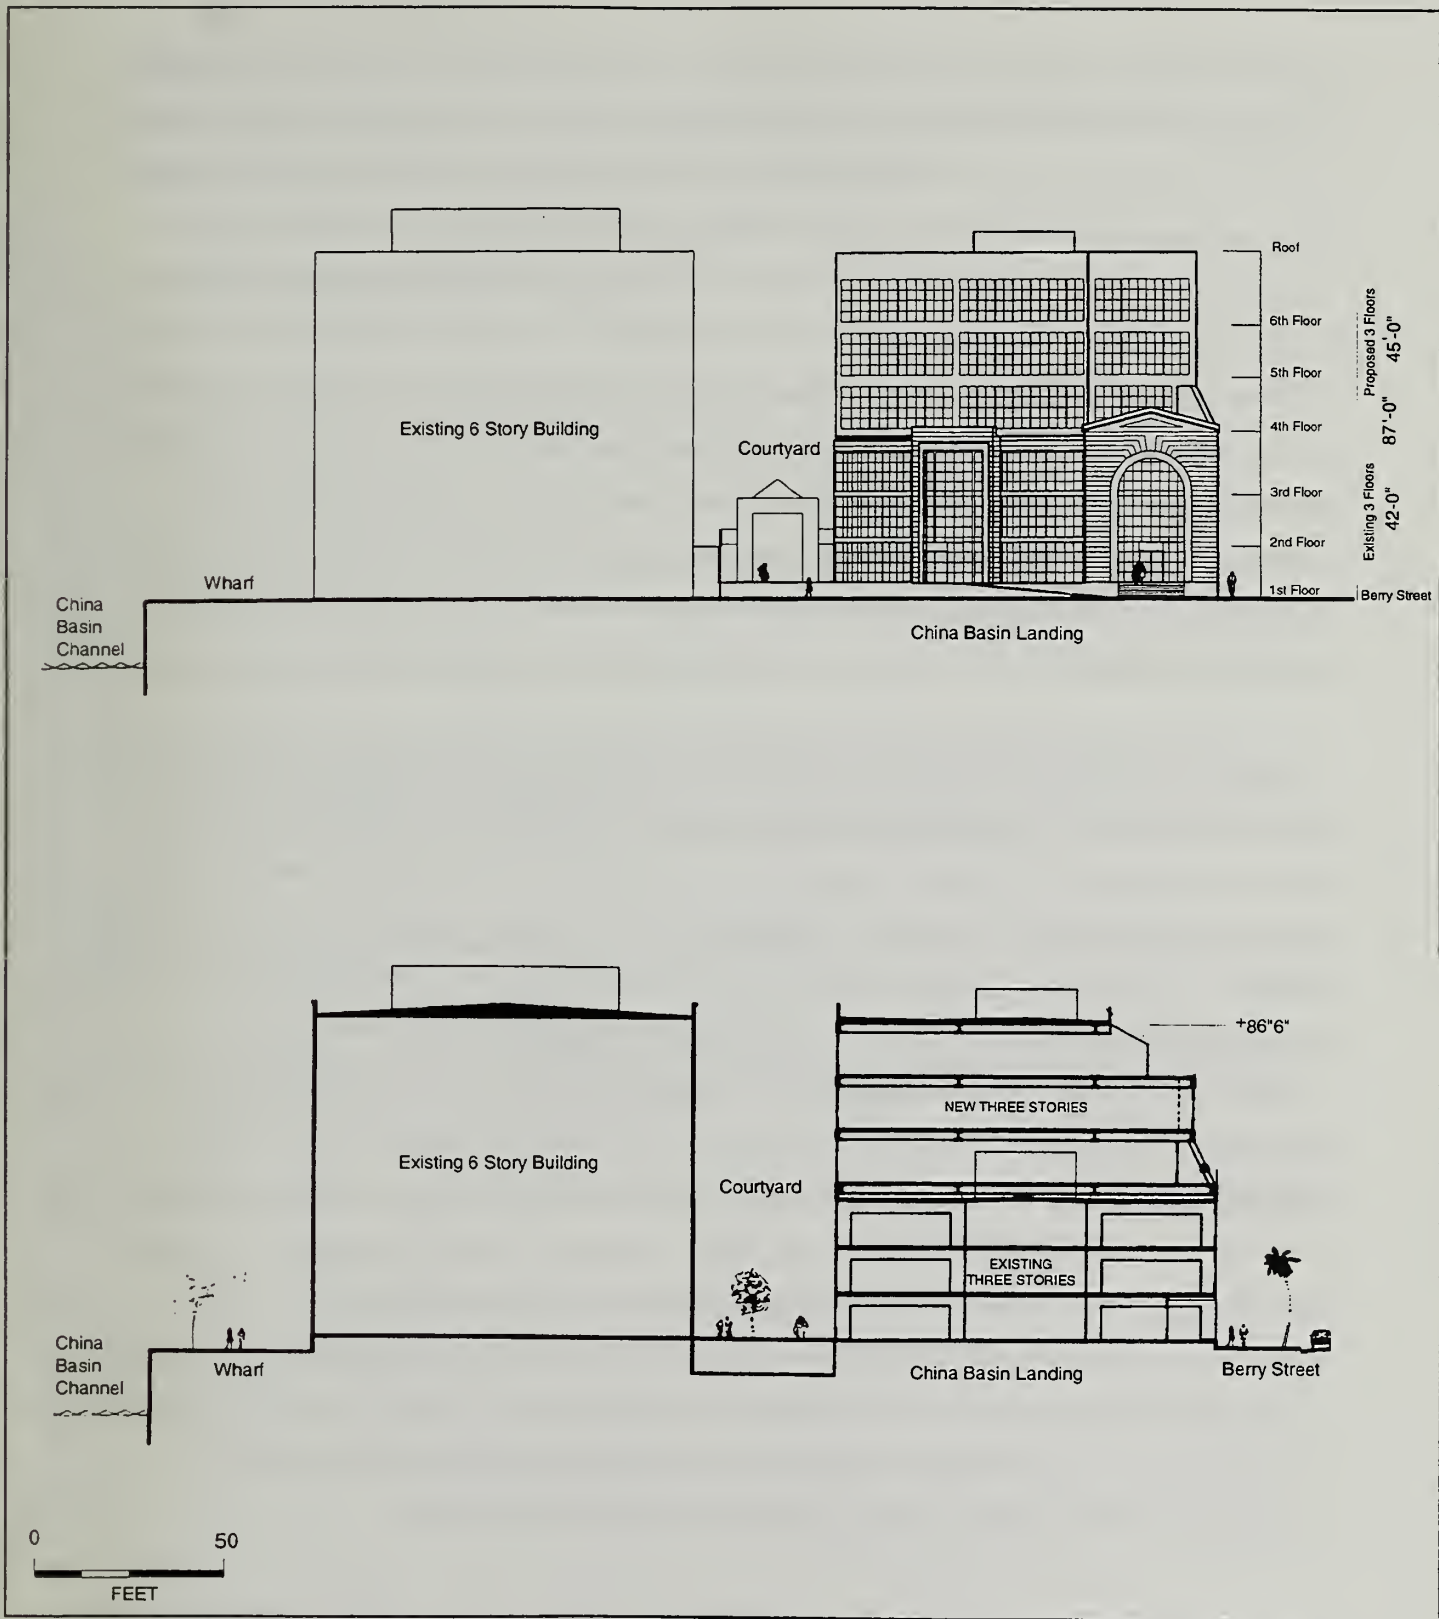 Roof
6th Floor
5th Floor
4th Floor
3rd Floor
2nd Floor
1st Floor
Proposed 3 Floors
45'-0"
87'-0"
Existing 3 Floors
42-0"
Berry Street
Existing 6 Story Building
Courtyard
Wharf
China
Basin
Channel
China Basin Landing
+86"6"
NEW THREE STORIES
Existing 6 Story Building
Courtyard
EXISTING
THREE STORIES
China
Basin
Channel
Wharf
China Basin Landing
Berry Street
0 50
FEET